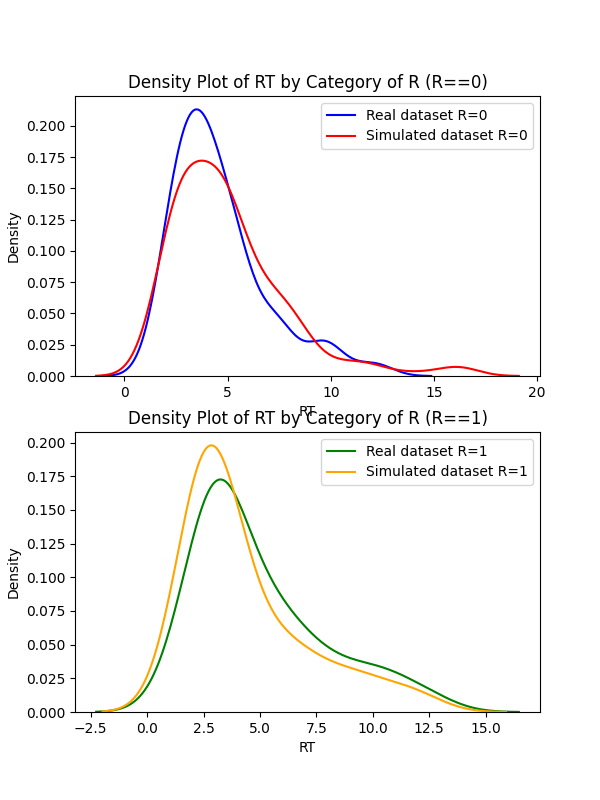 Density Plot of RT by Category of R (R==0)
Real dataset R=0
Simulated dataset R=0
Density
0.200
0.175
0.150
0.125
0.100
0.075
0.050
0.025
0.000
0 5 10 15 20
RT
Density Plot of RT by Category of R (R==1)
Real dataset R=1
Simulated dataset R=1
Density
0.200
0.175
0.150
0.125
0.100
0.075
0.050
0.025
0.000
−2.5 0.0 2.5 5.0 7.5 10.0 12.5 15.0
RT